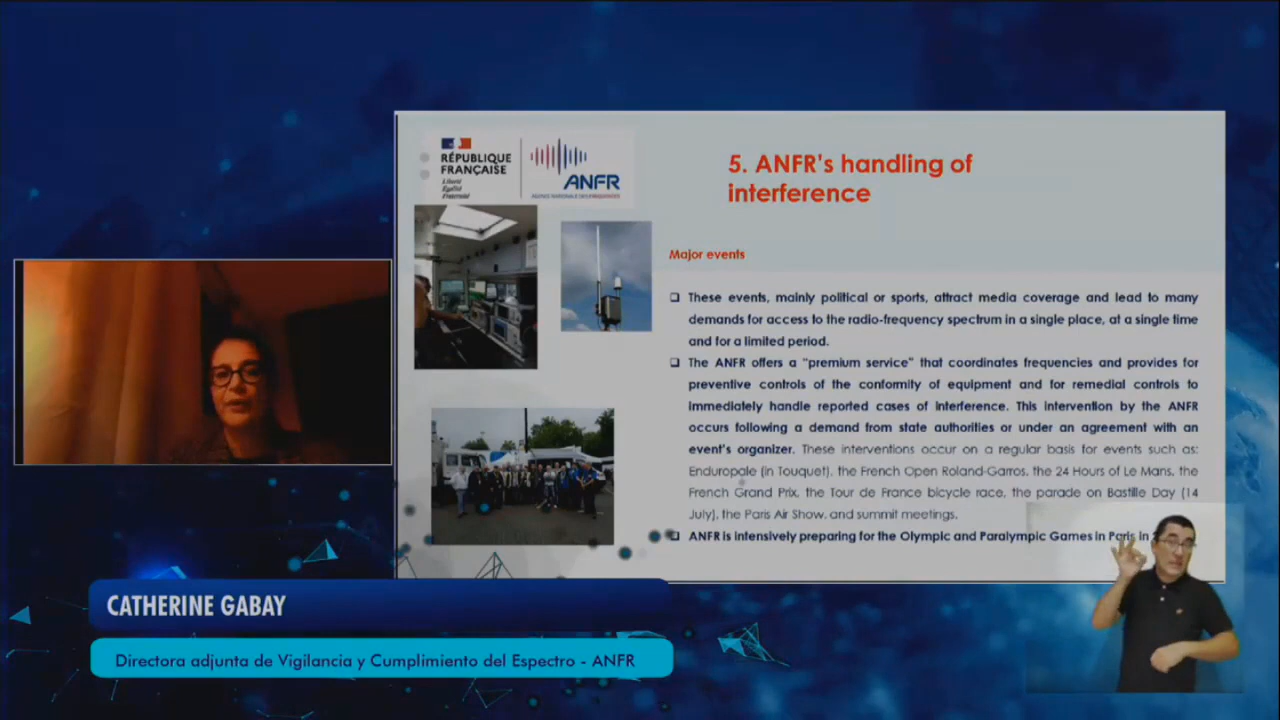 RÉPUBLIQUE
FRANÇAISE
Liberté
Égalité
Fraternité
ANFR
AGENCE NATIONALE DES FRÉQUENCES
5. ANFR's handling of
interference
Major events
These events, mainly political or sports, attract media coverage and lead to many
demands for access to the radio-frequency spectrum in a single place, at a single time
and for a limited period.
The ANFR offers a “premium service” that coordinates frequencies and provides for
preventive controls of the conformity of equipment and for remedial controls to
immediately handle reported cases of interference. This intervention by the ANFR
occurs following a demand from state authorities or under an agreement with an
event's organizer. These interventions occur on a regular basis for events such as:
Enduropale (in Touquet), the French Open Roland-Garros, the 24 Hours of Le Mans, the
French Grand Prix, the Tour de France bicycle race, the parade on Bastille Day (14
July), the Paris Air Show, and summit meetings.
ANFR is intensively preparing for the Olympic and Paralympic Games in Paris in
CATHERINE GABAY
Directora adjunta de Vigilancia y Cumplimiento del Espectro - ANFR